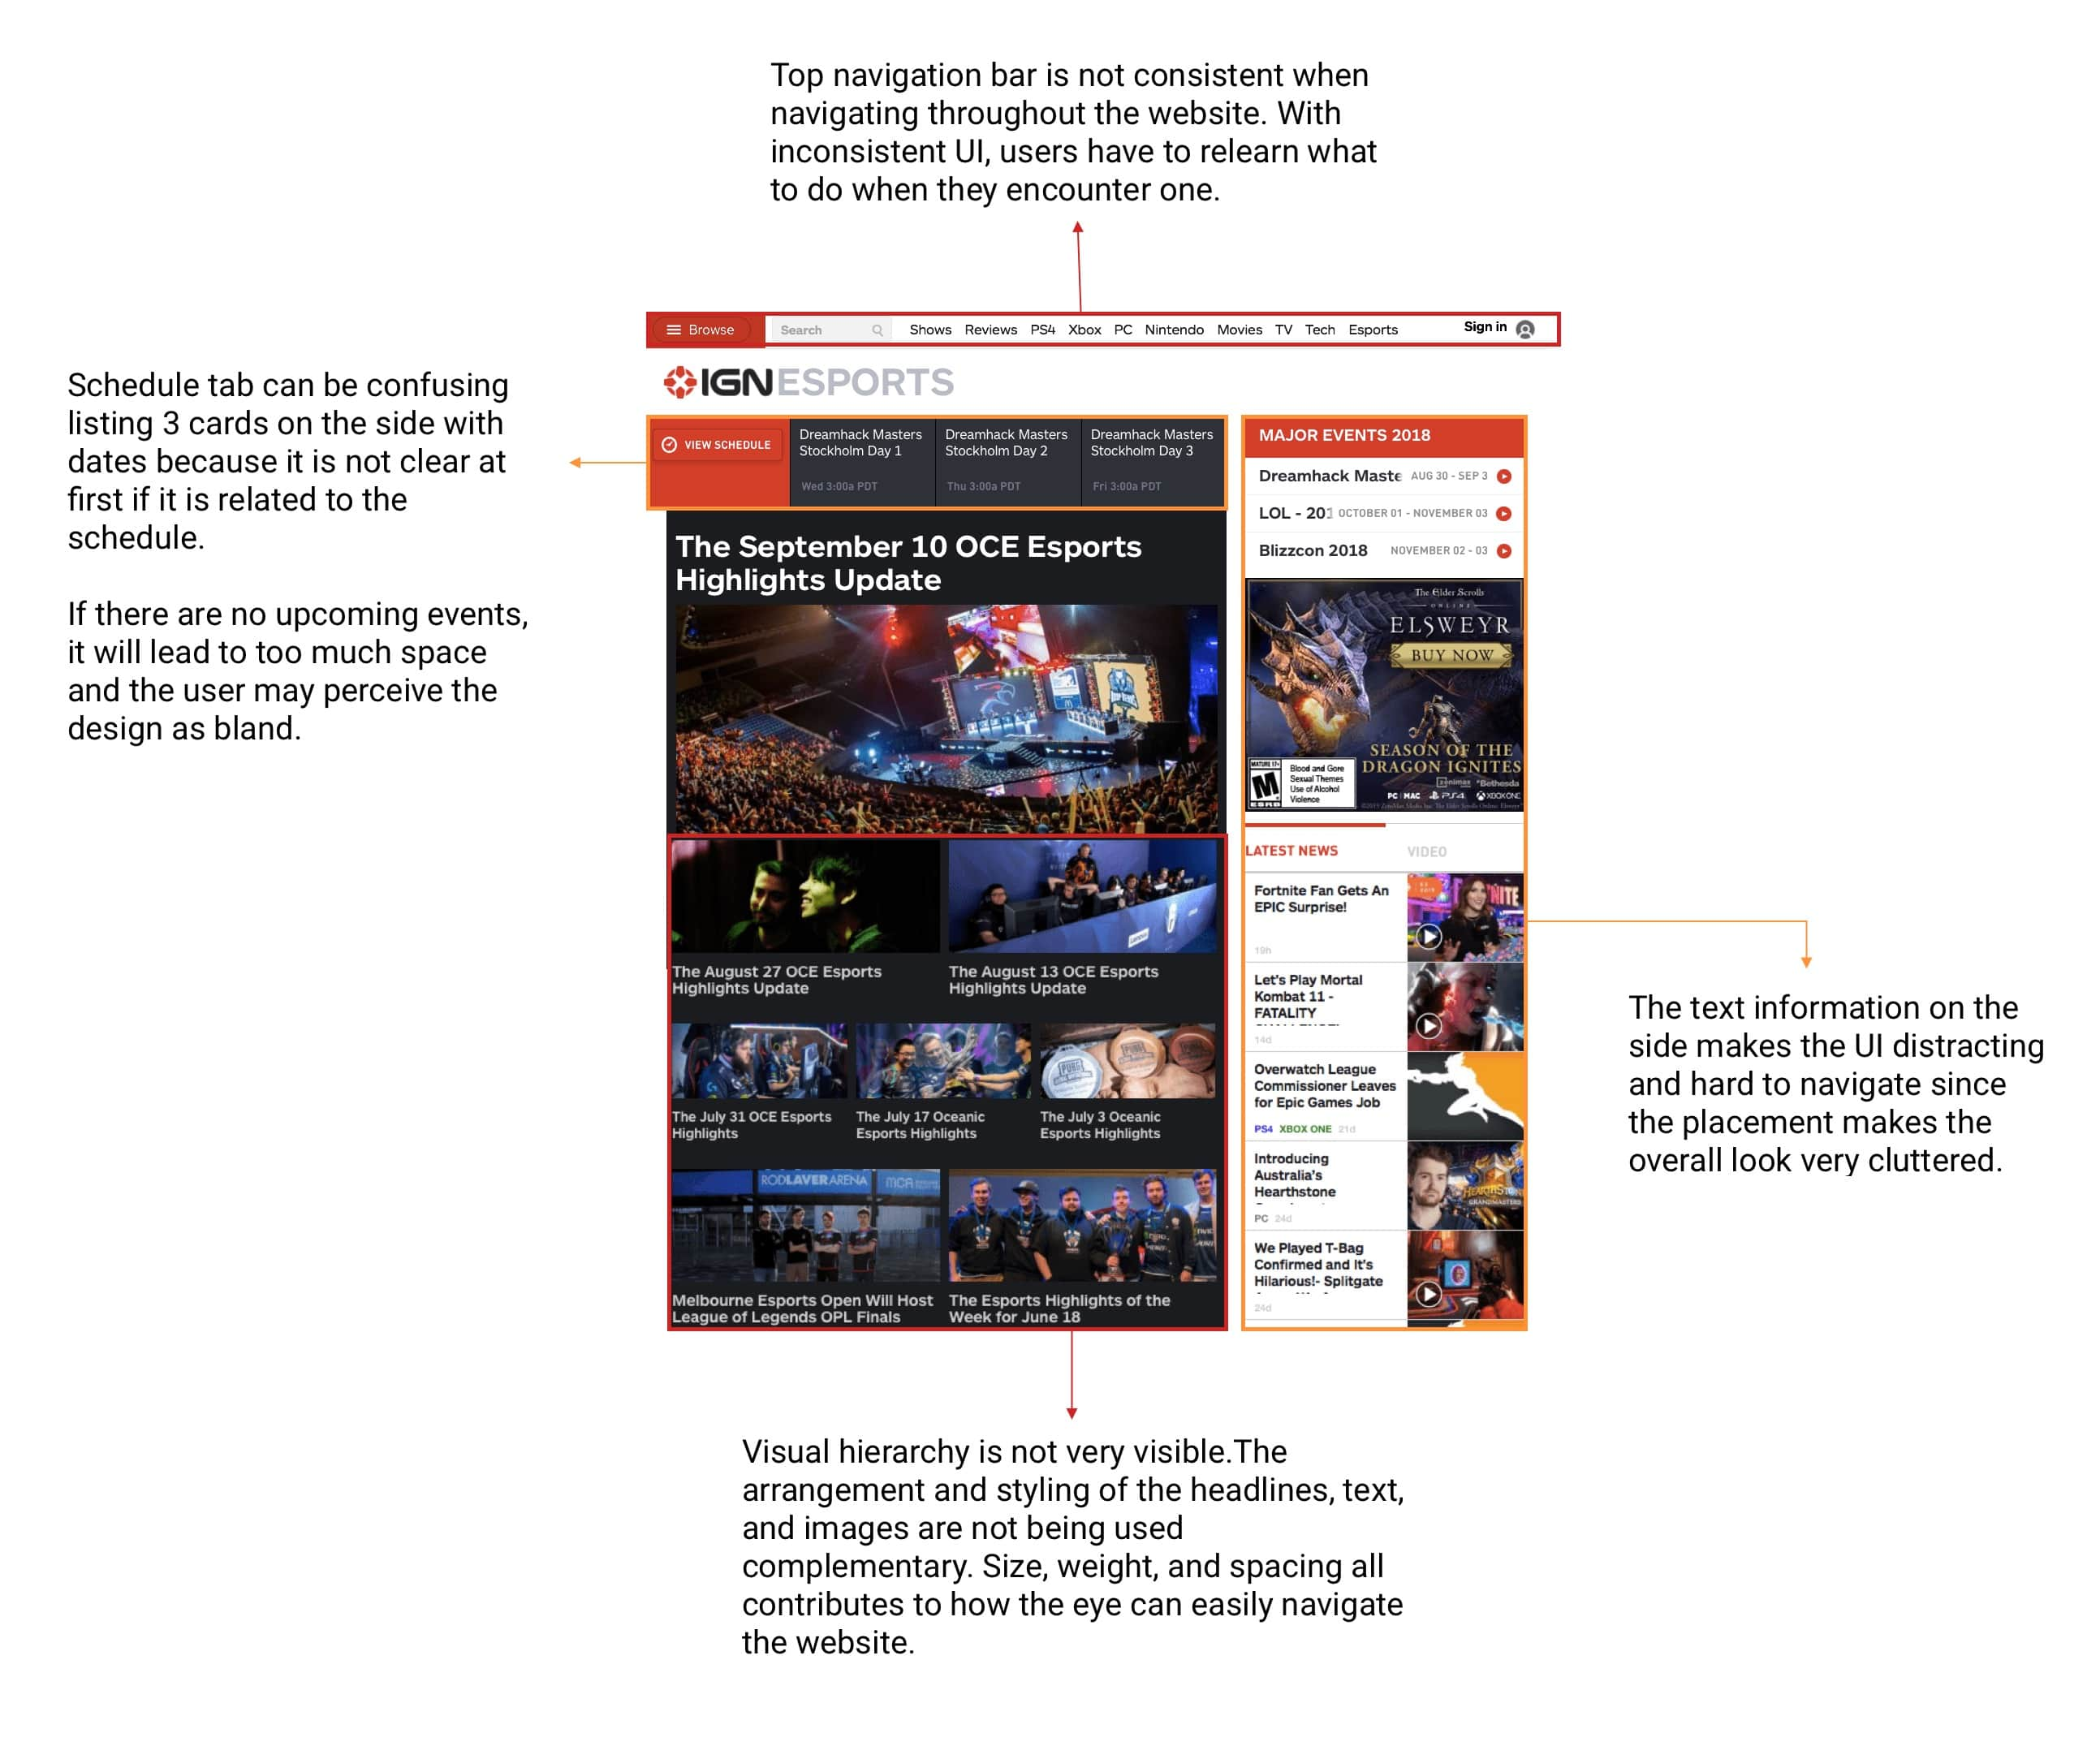 Top navigation bar is not consistent when
navigating throughout the website. With
inconsistent UI, users have to relearn what
to do when they encounter one.
Browse
Search
Shows Reviews PS4 Xbox PC Nintendo Movies TV Tech Esports
Sign in
IGN ESPORTS
Schedule tab can be confusing
listing 3 cards on the side with
dates because it is not clear at
first if it is related to the
schedule.
If there are no upcoming events,
it will lead to too much space
and the user may perceive the
design as bland.
VIEW SCHEDULE
Dreamhack Masters
Stockholm Day 1
Wed 3:00a PDT
Dreamhack Masters
Stockholm Day 2
Thu 3:00a PDT
Dreamhack Masters
Stockholm Day 3
Fri 3:00a PDT
The September 10 OCE Esports
Highlights Update
The August 27 OCE Esports
Highlights Update
The August 13 OCE Esports
Highlights Update
The July 31 OCE Esports
Highlights
The July 17 Oceanic
Esports Highlights
The July 3 Oceanic
Esports Highlights
ROD LAVER ARENA
MCA
Melbourne Esports Open Will Host
League of Legends OPL Finals
The Esports Highlights of the
Week for June 18
MAJOR EVENTS 2018
Dreamhack Maste AUG 30 - SEP 3
LOL - 201 OCTOBER 01 - NOVEMBER 03
Blizzcon 2018 NOVEMBER 02 - 03
The Elder Scrolls
ONLINE
ELSWEYR
BUY NOW
SEASON OF THE
DRAGON IGNITES
MATURE 17+
M
ESRB
Blood and Gore
Sexual Themes
Use of Alcohol
Violence
zenimax Bethesda
PC | MAC PS4 XBOX ONE
LATEST NEWS
VIDEO
Fortnite Fan Gets An
EPIC Surprise!
19h
Let's Play Mortal
Kombat 11 -
FATALITY
14d
Overwatch League
Commissioner Leaves
for Epic Games Job
PS4 XBOX ONE 21d
Introducing
Australia's
Hearthstone
PC 24d
We Played T-Bag
Confirmed and It's
Hilarious!- Splitgate
24d
The text information on the
side makes the UI distracting
and hard to navigate since
the placement makes the
overall look very cluttered.
Visual hierarchy is not very visible.The
arrangement and styling of the headlines, text,
and images are not being used
complementary. Size, weight, and spacing all
contributes to how the eye can easily navigate
the website.